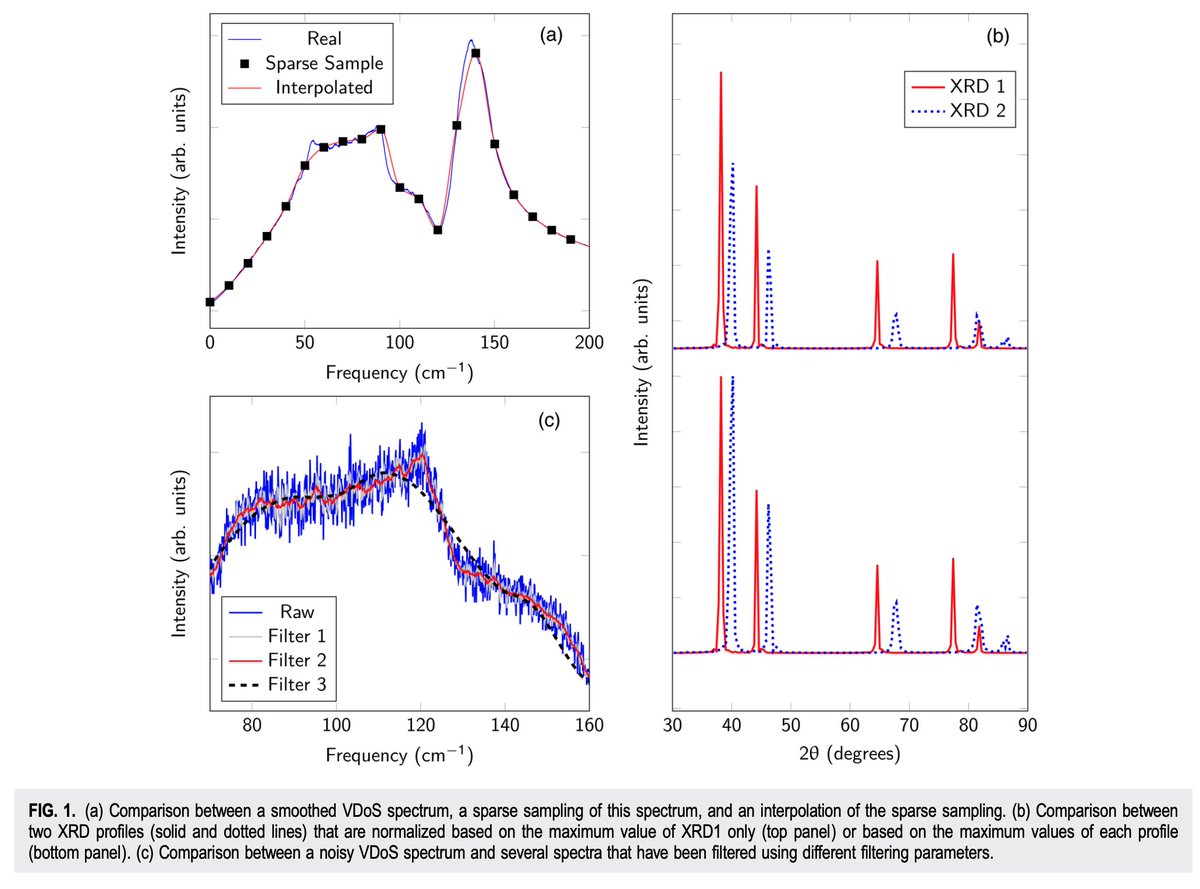 (a)
Real
Sparse Sample
Interpolated
Intensity (arb. units)
0 50 100 150 200
Frequency (cm−1)
(b)
XRD 1
XRD 2
Intensity (arb. units)
30 40 50 60 70 80 90
2θ (degrees)
(c)
Raw
Filter 1
Filter 2
Filter 3
Intensity (arb. units)
80 100 120 140 160
Frequency (cm−1)
FIG. 1. (a) Comparison between a smoothed VDoS spectrum, a sparse sampling of this spectrum, and an interpolation of the sparse sampling. (b) Comparison between
two XRD profiles (solid and dotted lines) that are normalized based on the maximum value of XRD1 only (top panel) or based on the maximum values of each profile
(bottom panel). (c) Comparison between a noisy VDoS spectrum and several spectra that have been filtered using different filtering parameters.